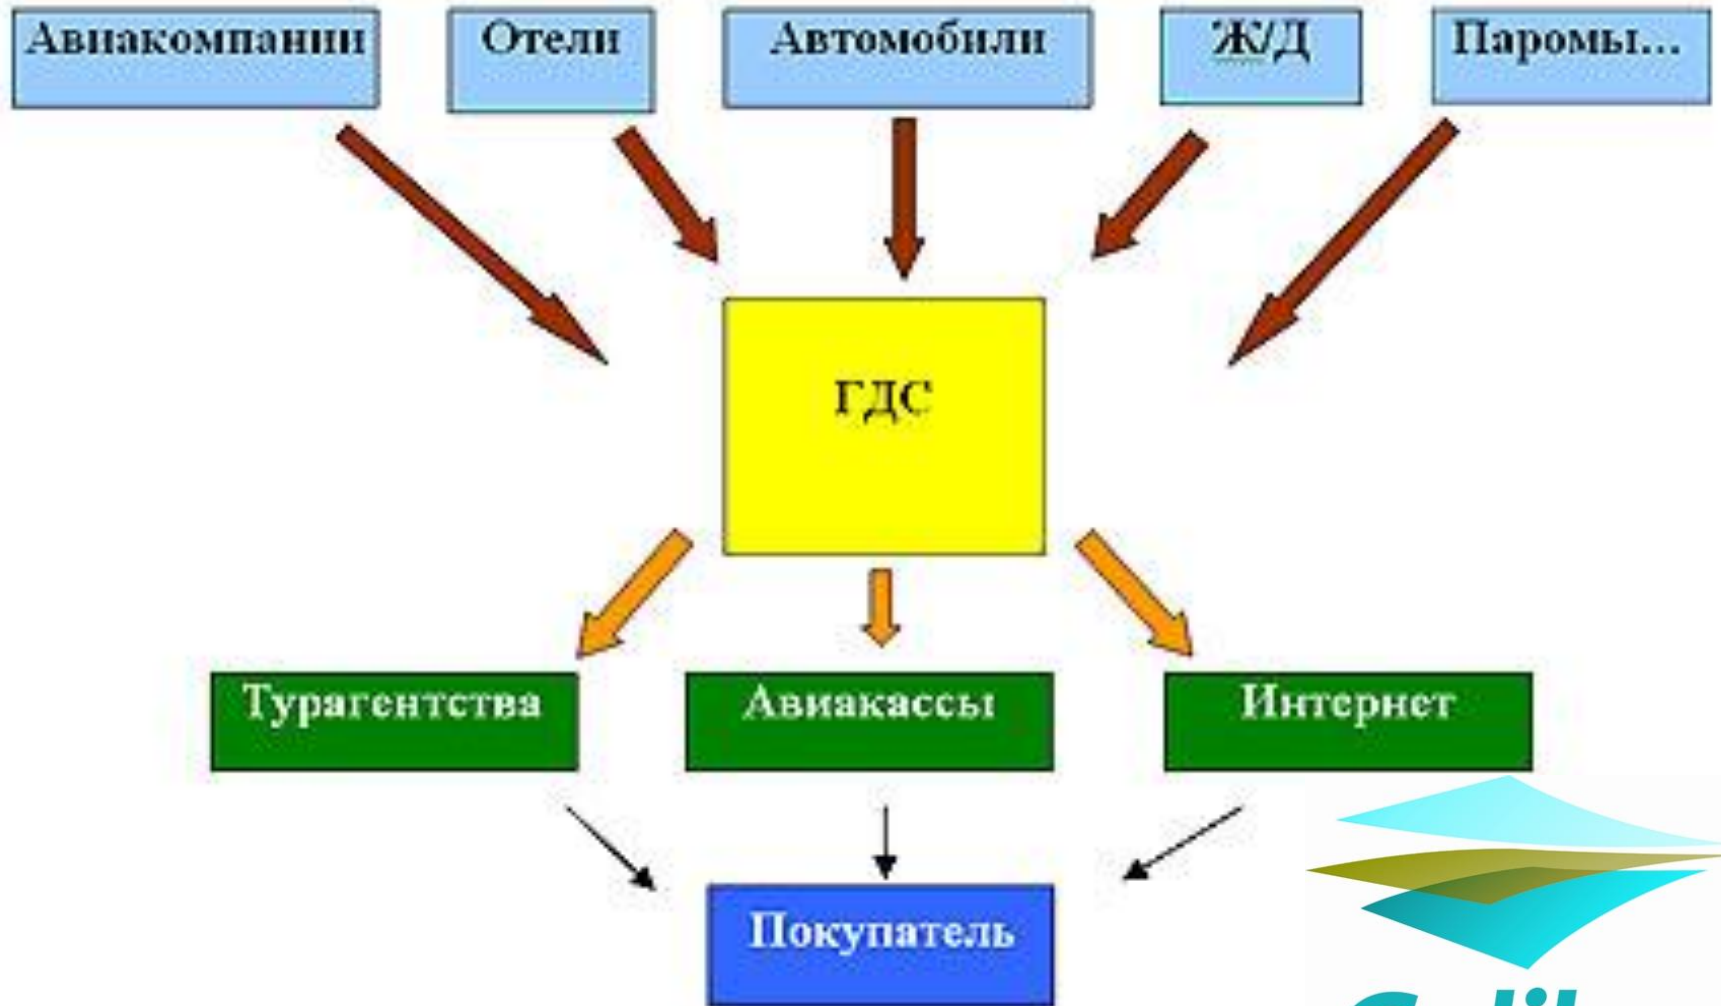 Авиакомпании
Отели
Автомобили
Ж/Д
Паромы...
ГДС
Турагентства
Авиакассы
Интернет
Покупатель